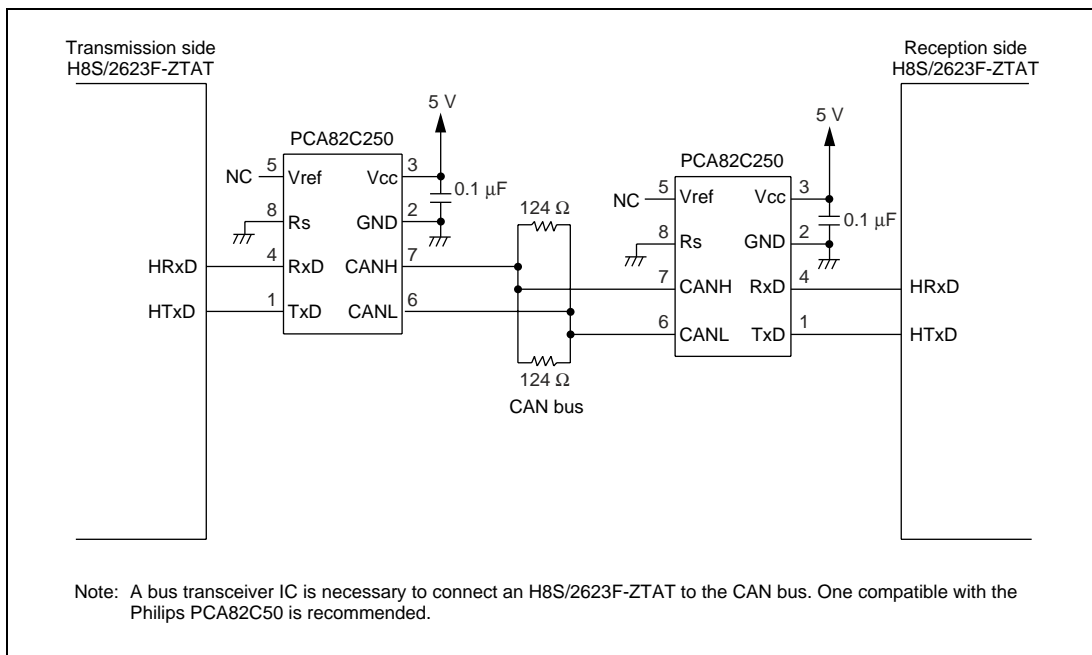 Transmission side
H8S/2623F-ZTAT
Reception side
H8S/2623F-ZTAT
5 V
PCA82C250
NC
5
Vref
Vcc
3
0.1 μF
8
Rs
GND
2
HRxD
4
RxD
CANH
7
HTxD
1
TxD
CANL
6
124 Ω
124 Ω
CAN bus
5 V
PCA82C250
NC
5
Vref
Vcc
3
0.1 μF
8
Rs
GND
2
7
CANH
RxD
4
HRxD
6
CANL
TxD
1
HTxD
Note: A bus transceiver IC is necessary to connect an H8S/2623F-ZTAT to the CAN bus. One compatible with the
Philips PCA82C50 is recommended.